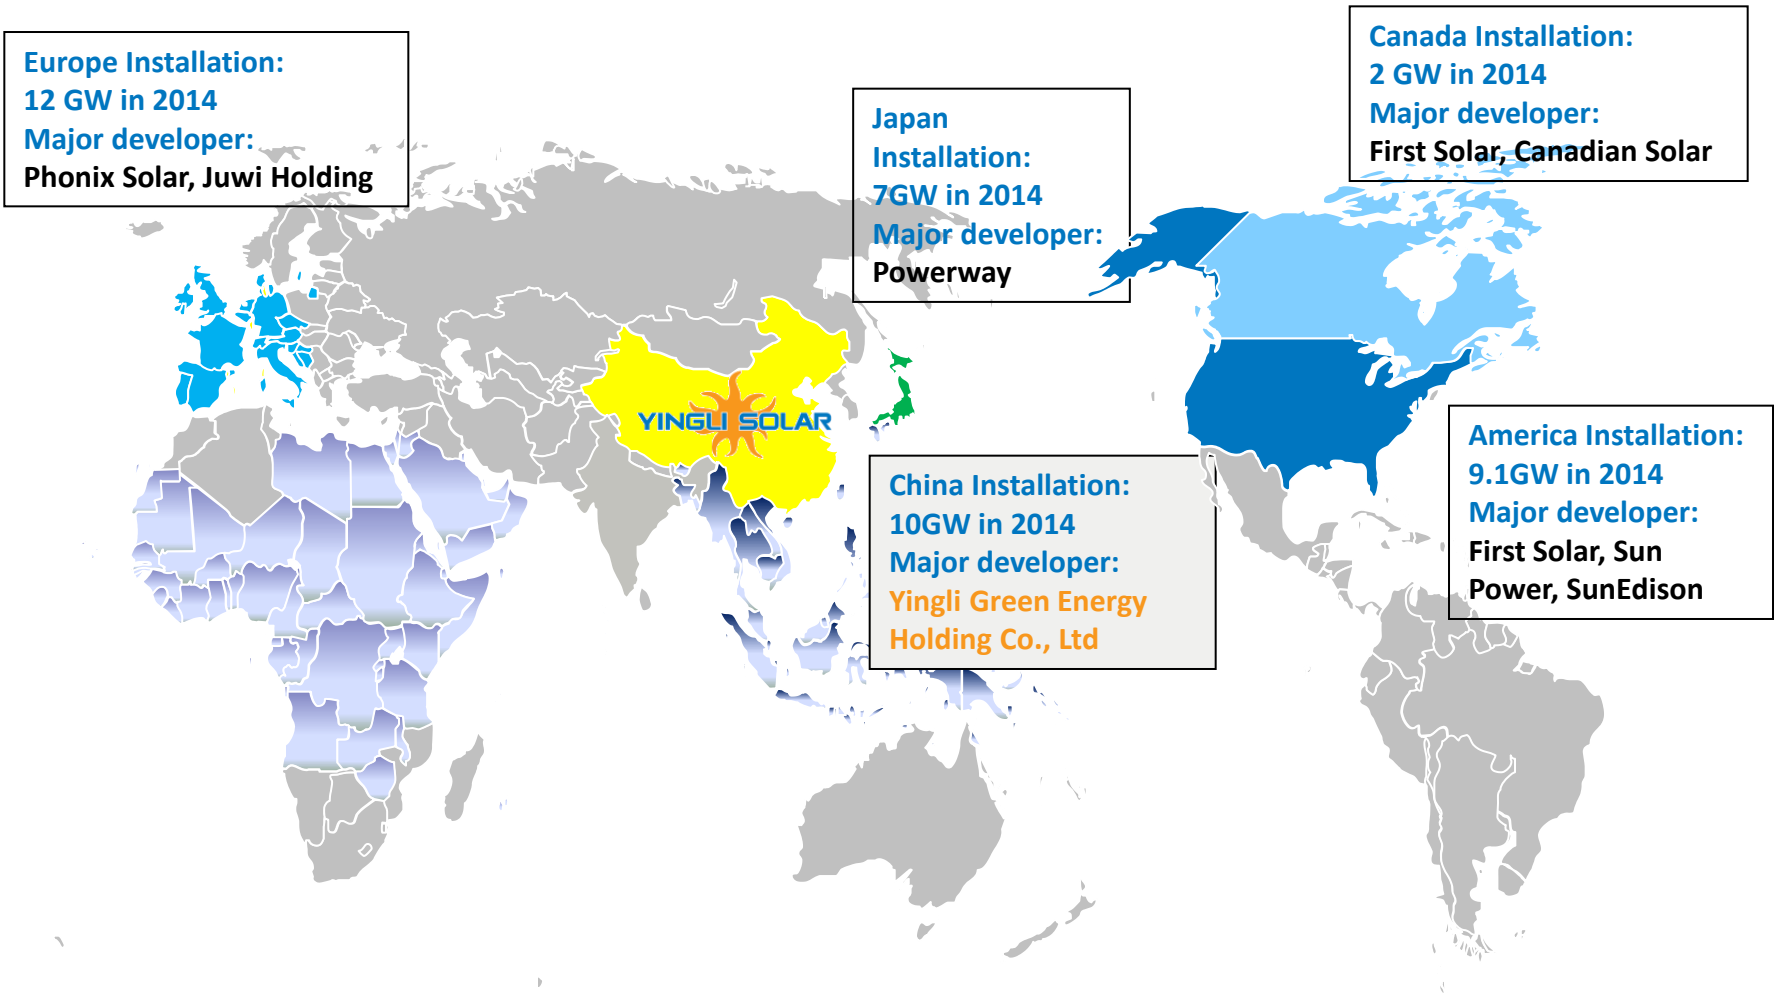 Europe Installation:
12 GW in 2014
Major developer:
Phonix Solar, Juwi Holding
Japan
Installation:
7GW in 2014
Major developer:
Powerway
Canada Installation:
2 GW in 2014
Major developer:
First Solar, Canadian Solar
YINGLI SOLAR
China Installation:
10GW in 2014
Major developer:
Yingli Green Energy
Holding Co., Ltd
America Installation:
9.1GW in 2014
Major developer:
First Solar, Sun
Power, SunEdison